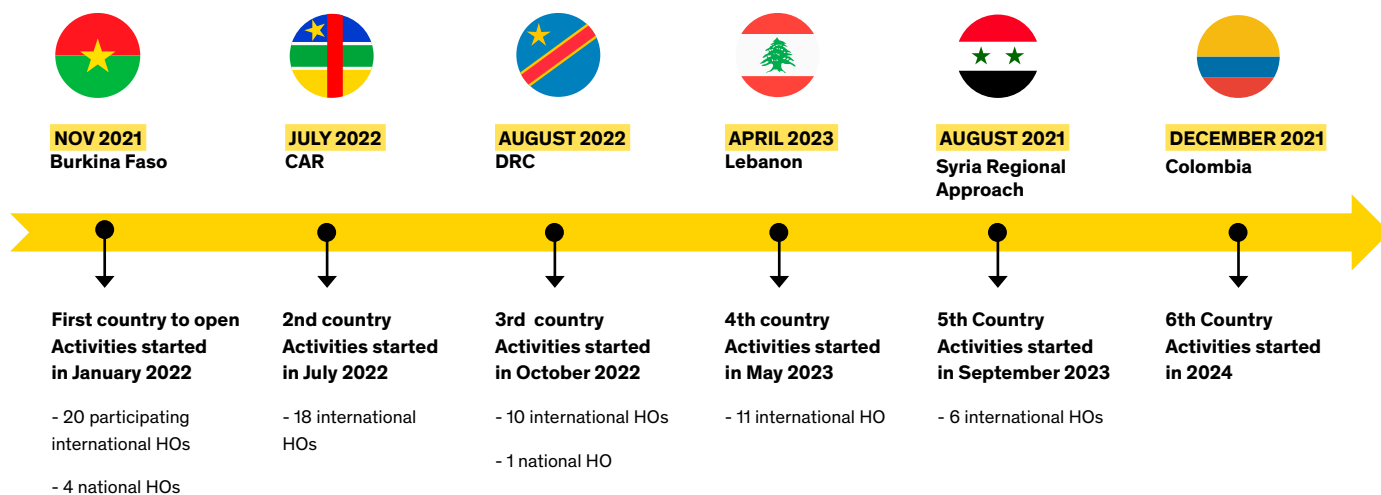 NOV 2021
Burkina Faso
JULY 2022
CAR
AUGUST 2022
DRC
APRIL 2023
Lebanon
AUGUST 2021
Syria Regional
Approach
DECEMBER 2021
Colombia
First country to open
Activities started
in January 2022
- 20 participating
international HOs
- 4 national HOs
2nd country
Activities started
in July 2022
- 18 international
HOs
3rd country
Activities started
in October 2022
- 10 international HOs
- 1 national HO
4th country
Activities started
in May 2023
- 11 international HO
5th Country
Activities started
in September 2023
- 6 international HOs
6th Country
Activities started
in 2024